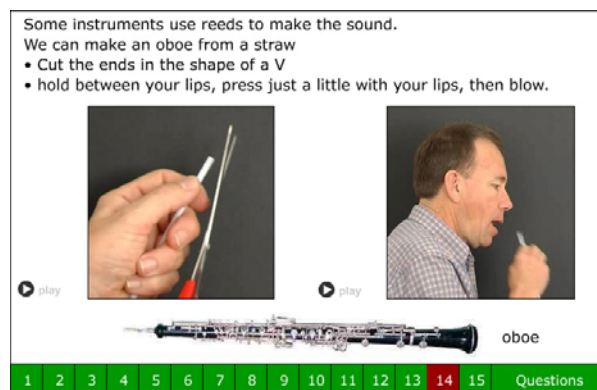 Some instruments use reeds to make the sound.
We can make an oboe from a straw
• Cut the ends in the shape of a V
• hold between your lips, press just a little with your lips, then blow.
play
play
oboe
1 2 3 4 5 6 7 8 9 10 11 12 13 14 15 Questions